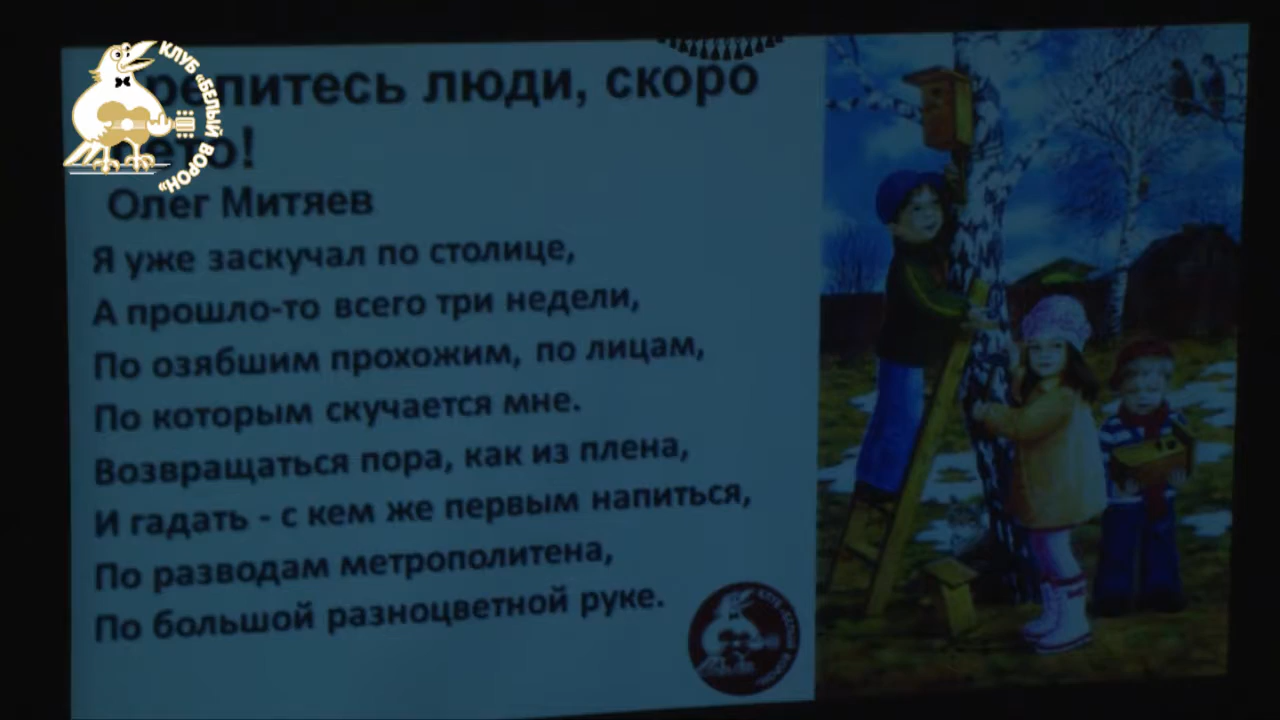 КЛУБ «БЕЛЫЙ ВОРОН»
люди, скоро
Олег Митяев
Я уже заскучал по столице,
А прошло-то всего три недели,
По озябшим прохожим, по лицам,
По которым скучается мне.
Возвращаться пора, как из плена,
И гадать - с кем же первым напиться,
По разводам метрополитена,
По большой разноцветной руке.